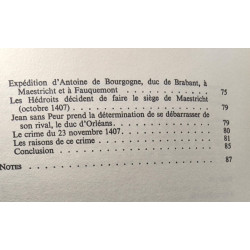 Expédition d'Antoine de Bourgogne, duc de Brabant, à
Maestricht et à Fauquemont 75
Les Hédroits décident de faire le siège de Maestricht
(octobre 1407) 79
Jean sans Peur prend la détermination de se débarrasser de
son rival, le duc d'Orléans. 79
Le crime du 23 novembre 1407. 80
Les raisons de ce crime 81
Conclusion 85
NOTES 87